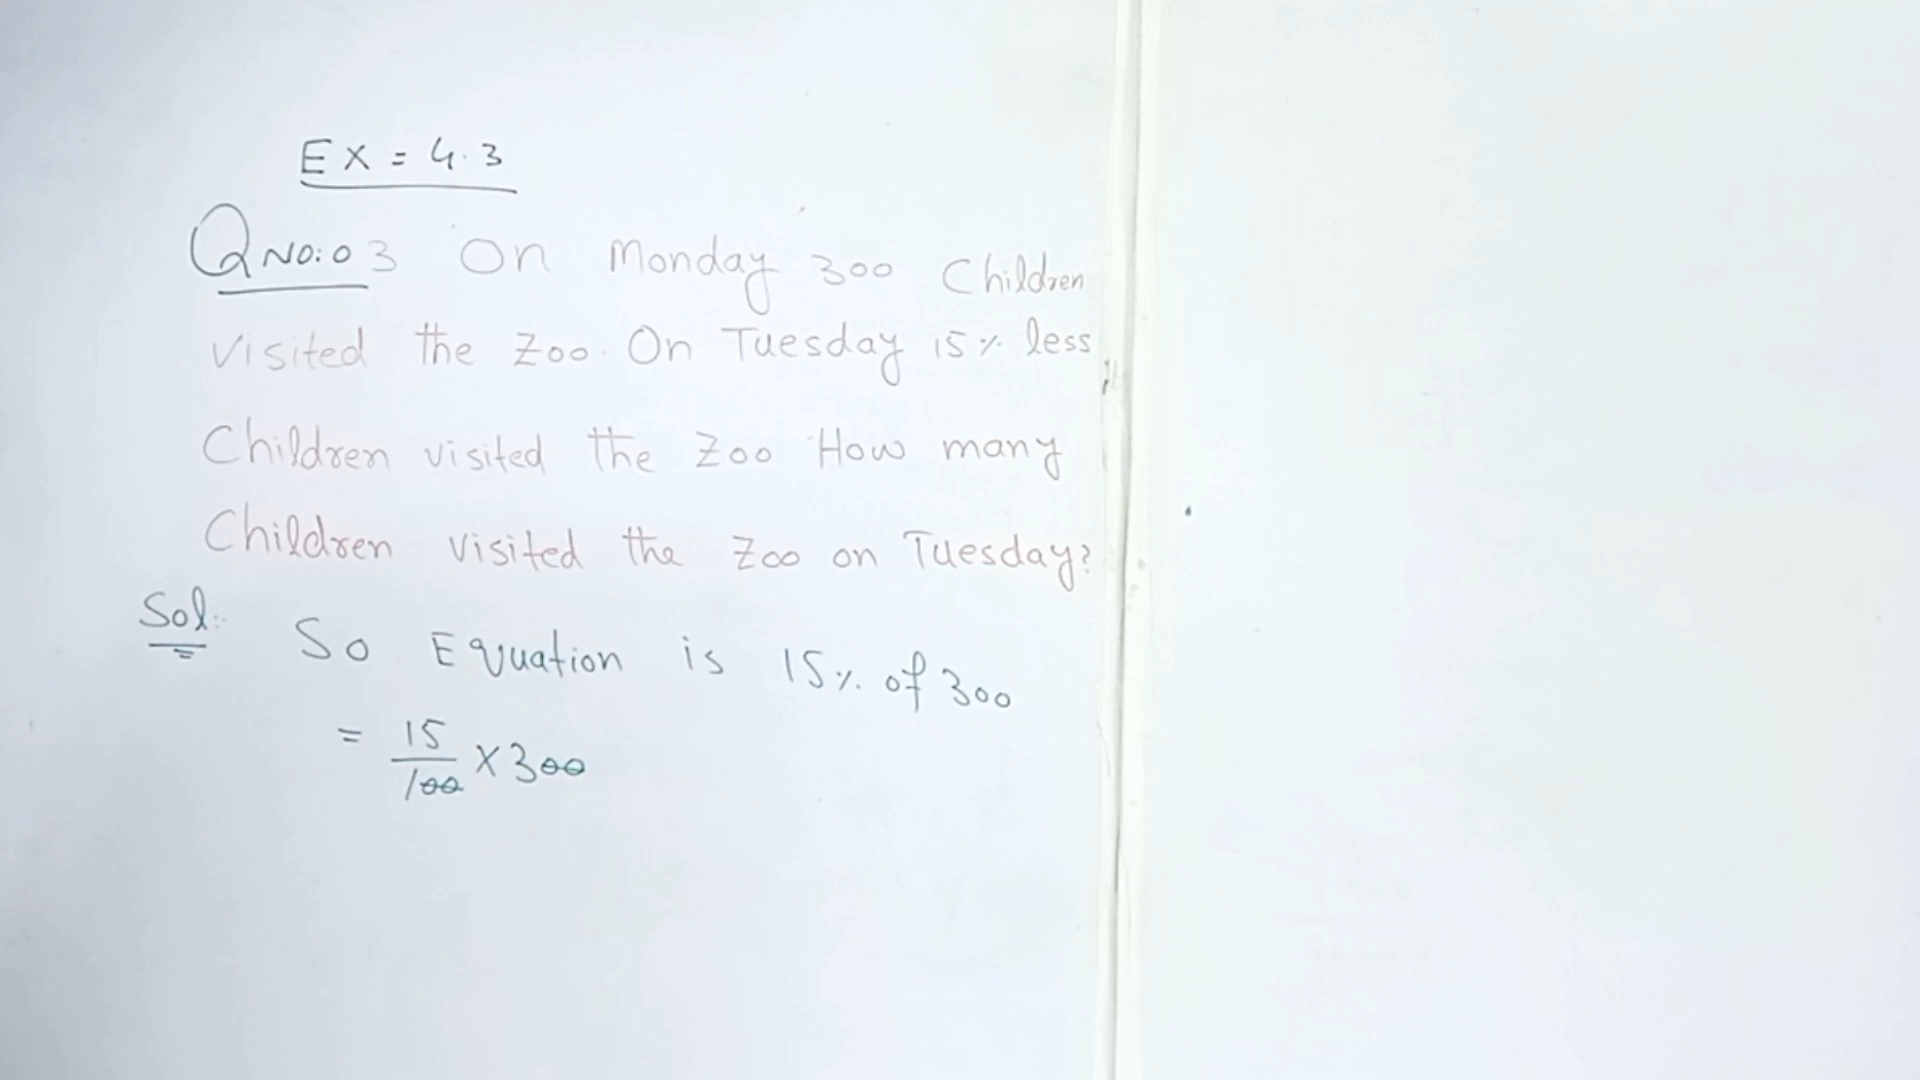 EX = 4.3
Q NO: 03 On Monday 300 Children
visited the Zoo. On Tuesday 15% less
Children visited the Zoo How many
Children visited the Zoo on Tuesday?
Sol: So Equation is 15% of 300
= 15/100 X 300